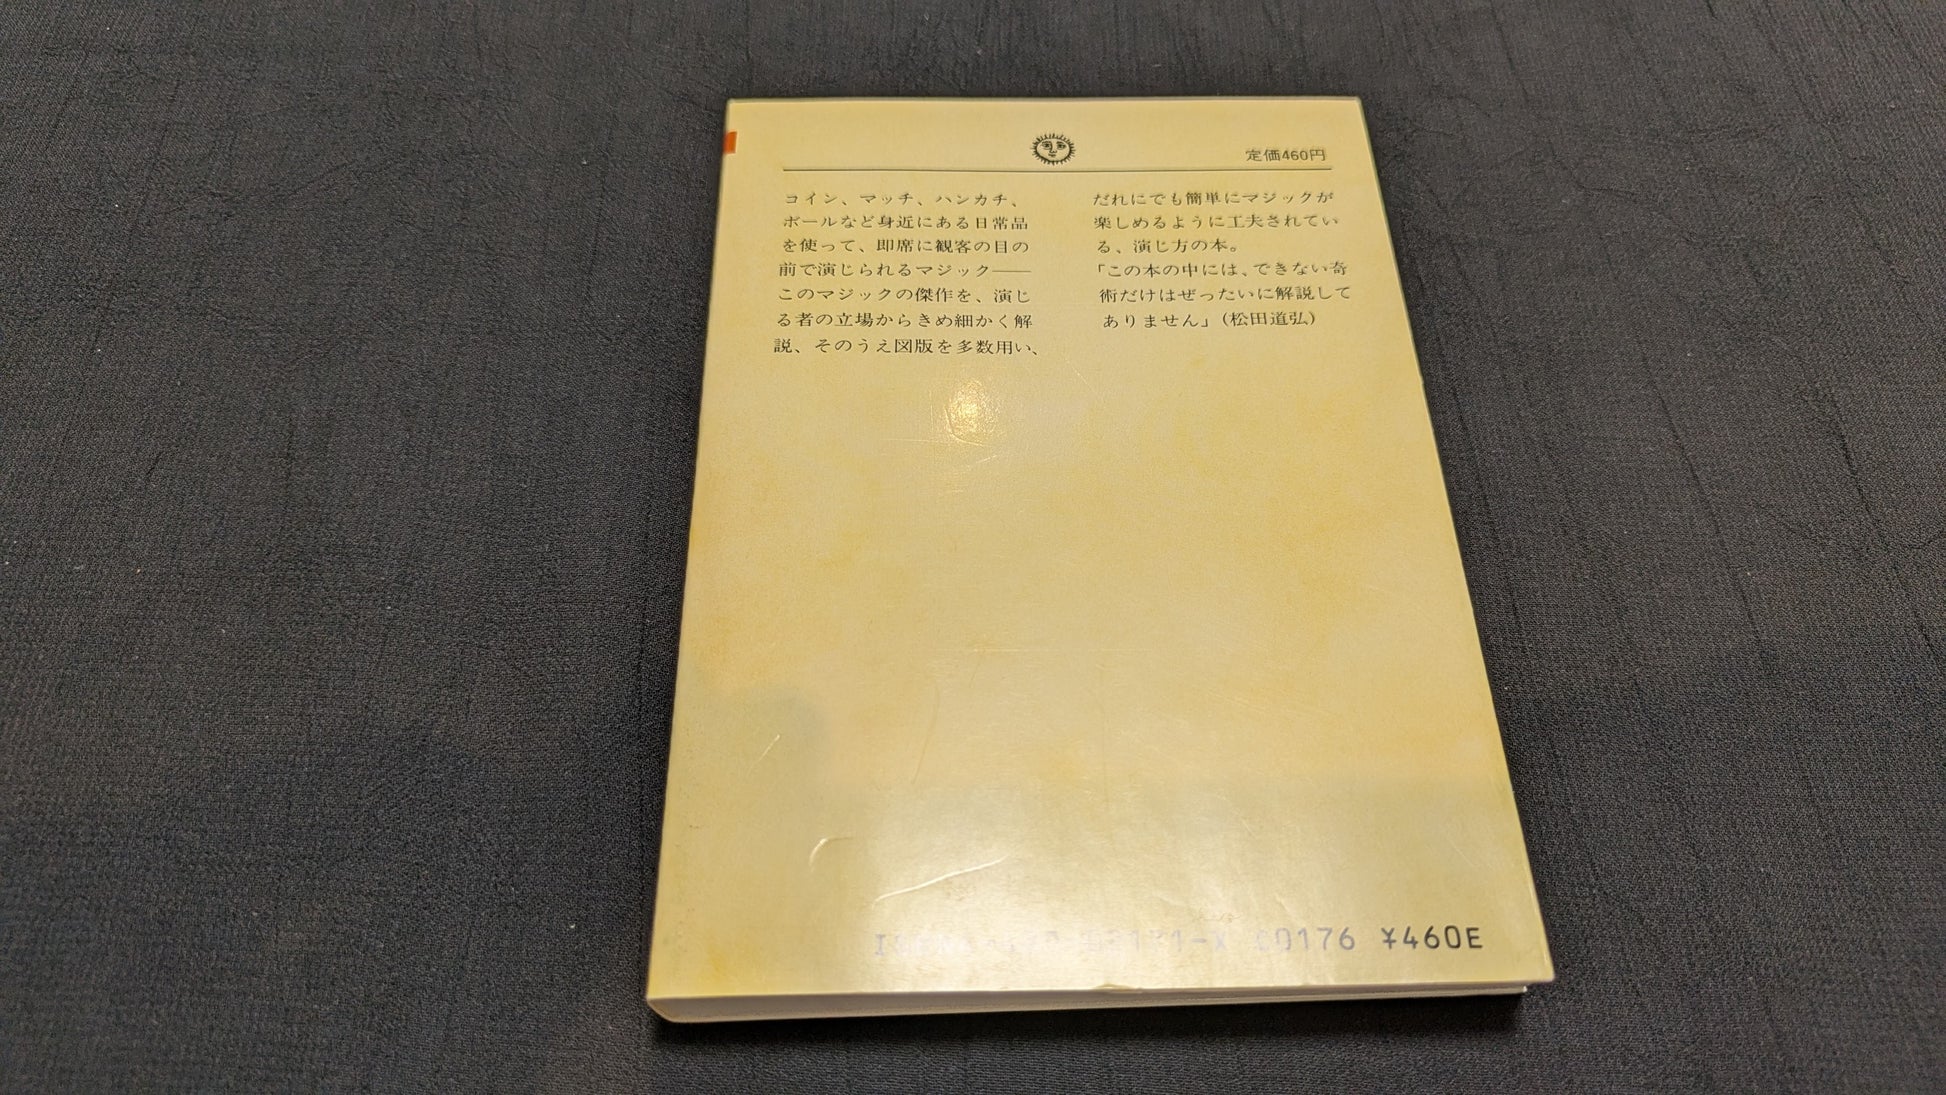 定価460円
コイン、マッチ、ハンカチ、
ボールなど身近にある日常品
を使って、即席に観客の目の
前で演じられるマジック――
このマジックの傑作を、演じ
る者の立場からきめ細かく解
説、そのうえ図版を多数用い、
だれにでも簡単にマジックが
楽しめるように工夫されてい
る、演じ方の本。
「この本の中には、できない奇
術だけはぜったいに解説して
ありません」(松田道弘)
¥460E